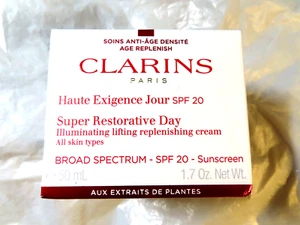 SOINS ANTI-ÂGE DENSITÉ
AGE REPLENISH
CLARINS
PARIS
Haute Exigence Jour SPF 20
Super Restorative Day
Illuminating lifting replenishing cream
All skin types
BROAD SPECTRUM - SPF 20 - Sunscreen
50 mL 1.7 Oz. Net Wt.
AUX EXTRAITS DE PLANTES